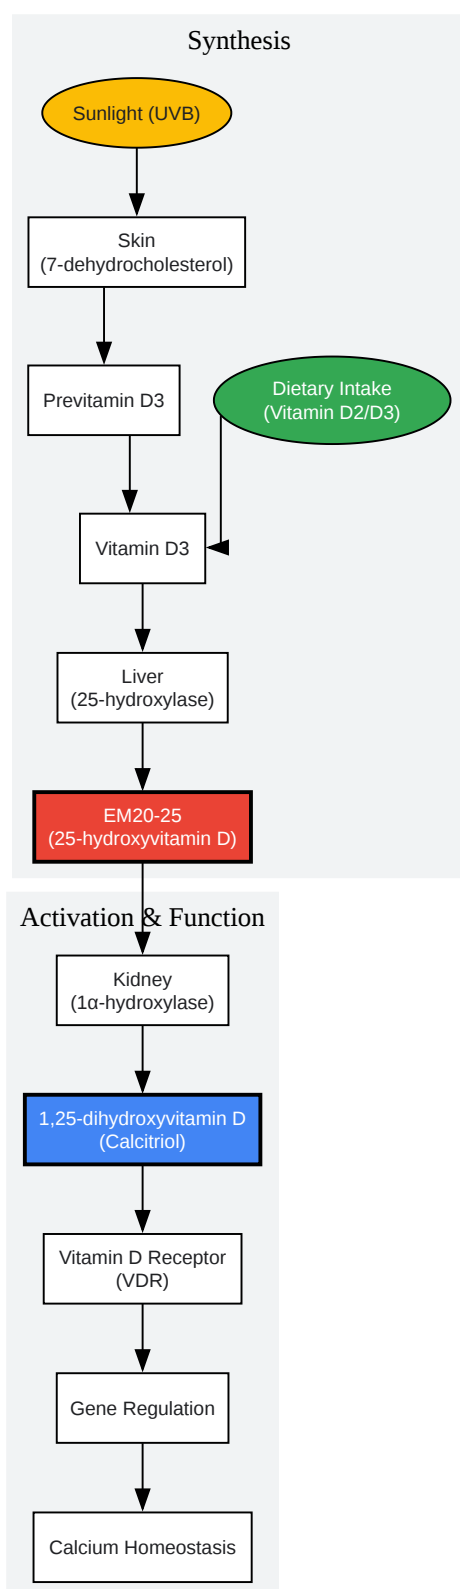 Synthesis
Sunlight (UVB)
Skin
(7-dehydrocholesterol)
Previtamin D3
Dietary Intake
(Vitamin D2/D3)
Vitamin D3
Liver
(25-hydroxylase)
EM20-25
(25-hydroxyvitamin D)
Activation & Function
Kidney
(1α-hydroxylase)
1,25-dihydroxyvitamin D
(Calcitriol)
Vitamin D Receptor
(VDR)
Gene Regulation
Calcium Homeostasis